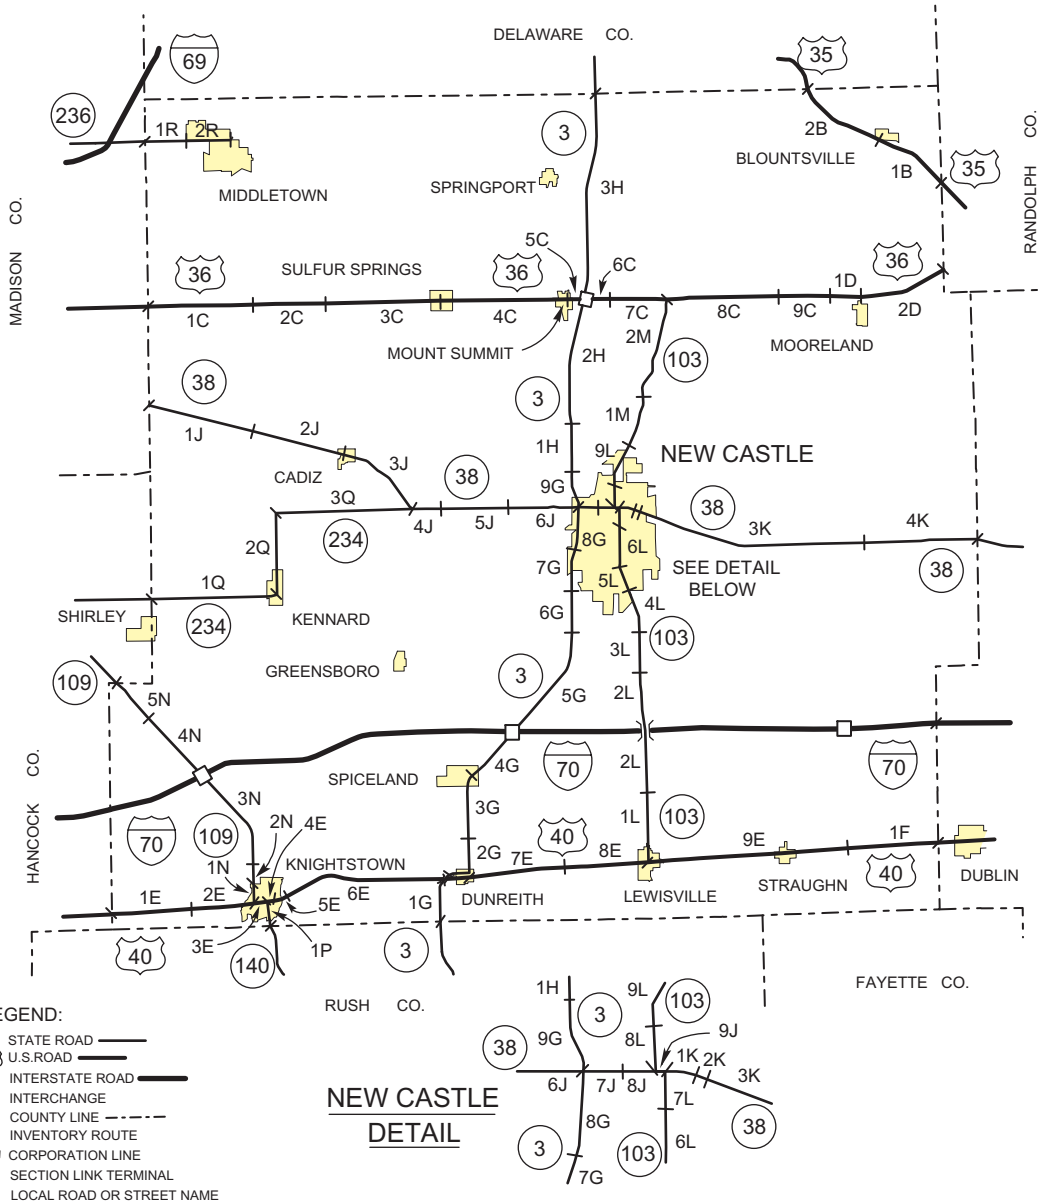 DELAWARE CO.
69
35
236
1R
2R
3
2B
BLOUNTSVILLE
RANDOLPH CO.
MIDDLETOWN
SPRINGPORT
3H
1B
35
MADISON CO.
5C
6C
36
SULFUR SPRINGS
36
36
1D
1C
2C
3C
4C
7C
8C
9C
2D
MOUNT SUMMIT
2H
2M
MOORELAND
103
38
3
1J
2J
1M
CADIZ
3J
1H
9L
NEW CASTLE
38
3Q
9G
38
4J
5J
6J
3K
4K
234
2Q
8G
6L
7G
SEE DETAIL
BELOW
38
1Q
5L
SHIRLEY
234
KENNARD
6G
4L
103
3L
GREENSBORO
109
3
5N
5G
2L
4N
HANCOCK CO.
SPICELAND
4G
70
2L
70
3N
3G
70
109
2N
4E
1L
103
40
9E
1F
1N
KNIGHTSTOWN
2G
7E
8E
40
1E
2E
6E
DUNREITH
LEWISVILLE
STRAUGHN
DUBLIN
5E
1G
40
3E
140
1P
3
RUSH CO.
FAYETTE CO.
EGEND:
STATE ROAD
U.S.ROAD
INTERSTATE ROAD
INTERCHANGE
COUNTY LINE
INVENTORY ROUTE
CORPORATION LINE
SECTION LINK TERMINAL
LOCAL ROAD OR STREET NAME
NEW CASTLE
DETAIL
1H
9L
103
3
9G
8L
9J
38
1K
2K
6J
7J
8J
3K
7L
8G
38
3
103
6L
7G